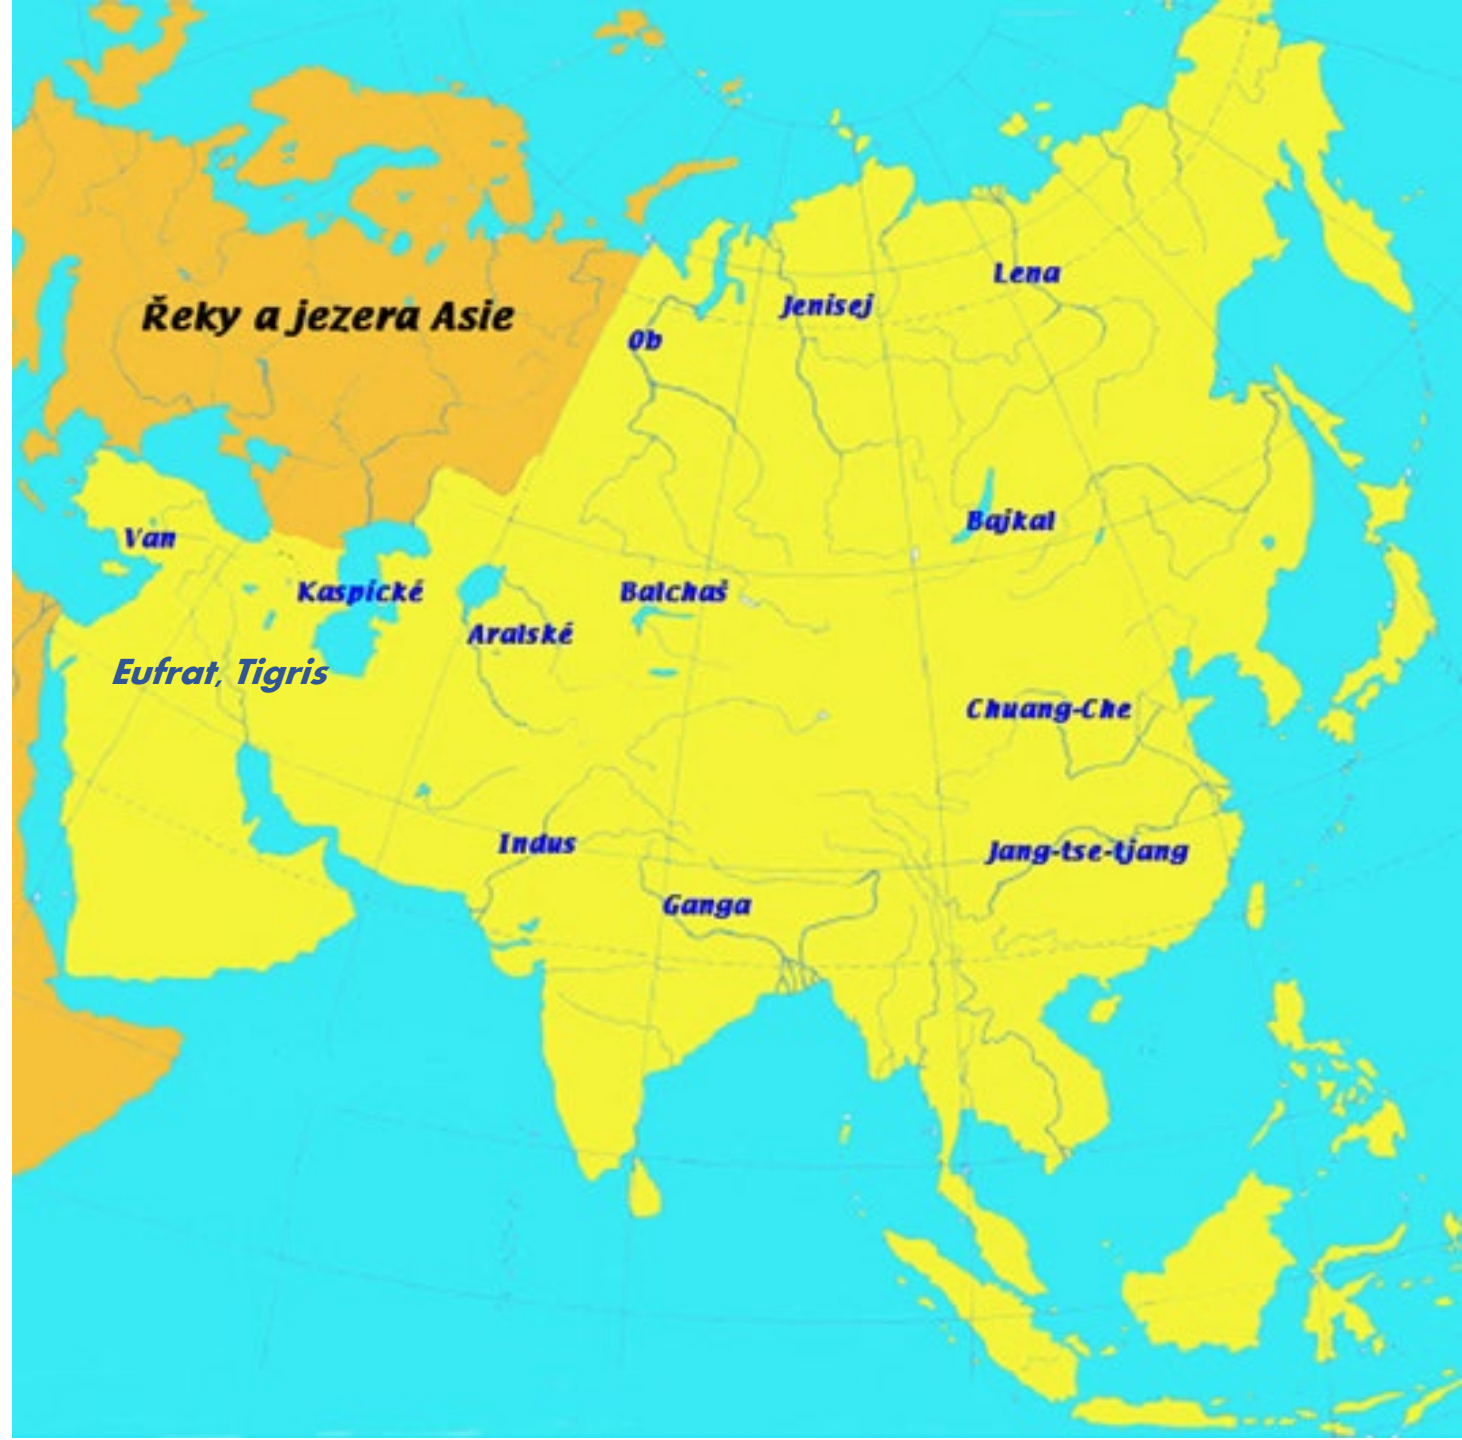 Lena
Jenisej
Řeky a jezera Asie
Ob
Bajkal
Van
Kaspické
Balchaš
Aralské
Eufrat, Tigris
Chuang-Che
Indus
Jang-tse-tjang
Ganga